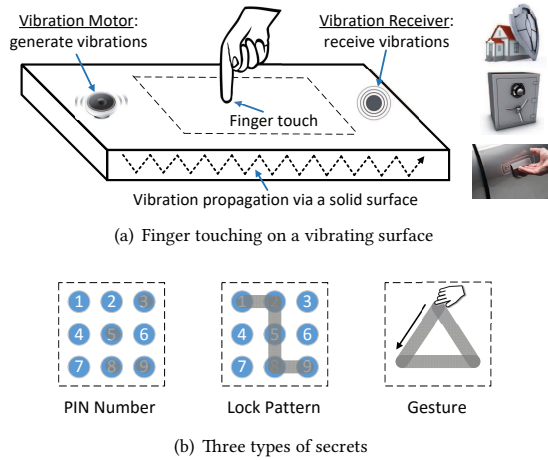 Vibration Motor:
generate vibrations
Vibration Receiver:
receive vibrations
Finger touch
Vibration propagation via a solid surface
(a) Finger touching on a vibrating surface
1 2 3
4 5 6
7 8 9
PIN Number
1 2 3
4 5 6
7 8 9
Lock Pattern
Gesture
(b) Three types of secrets